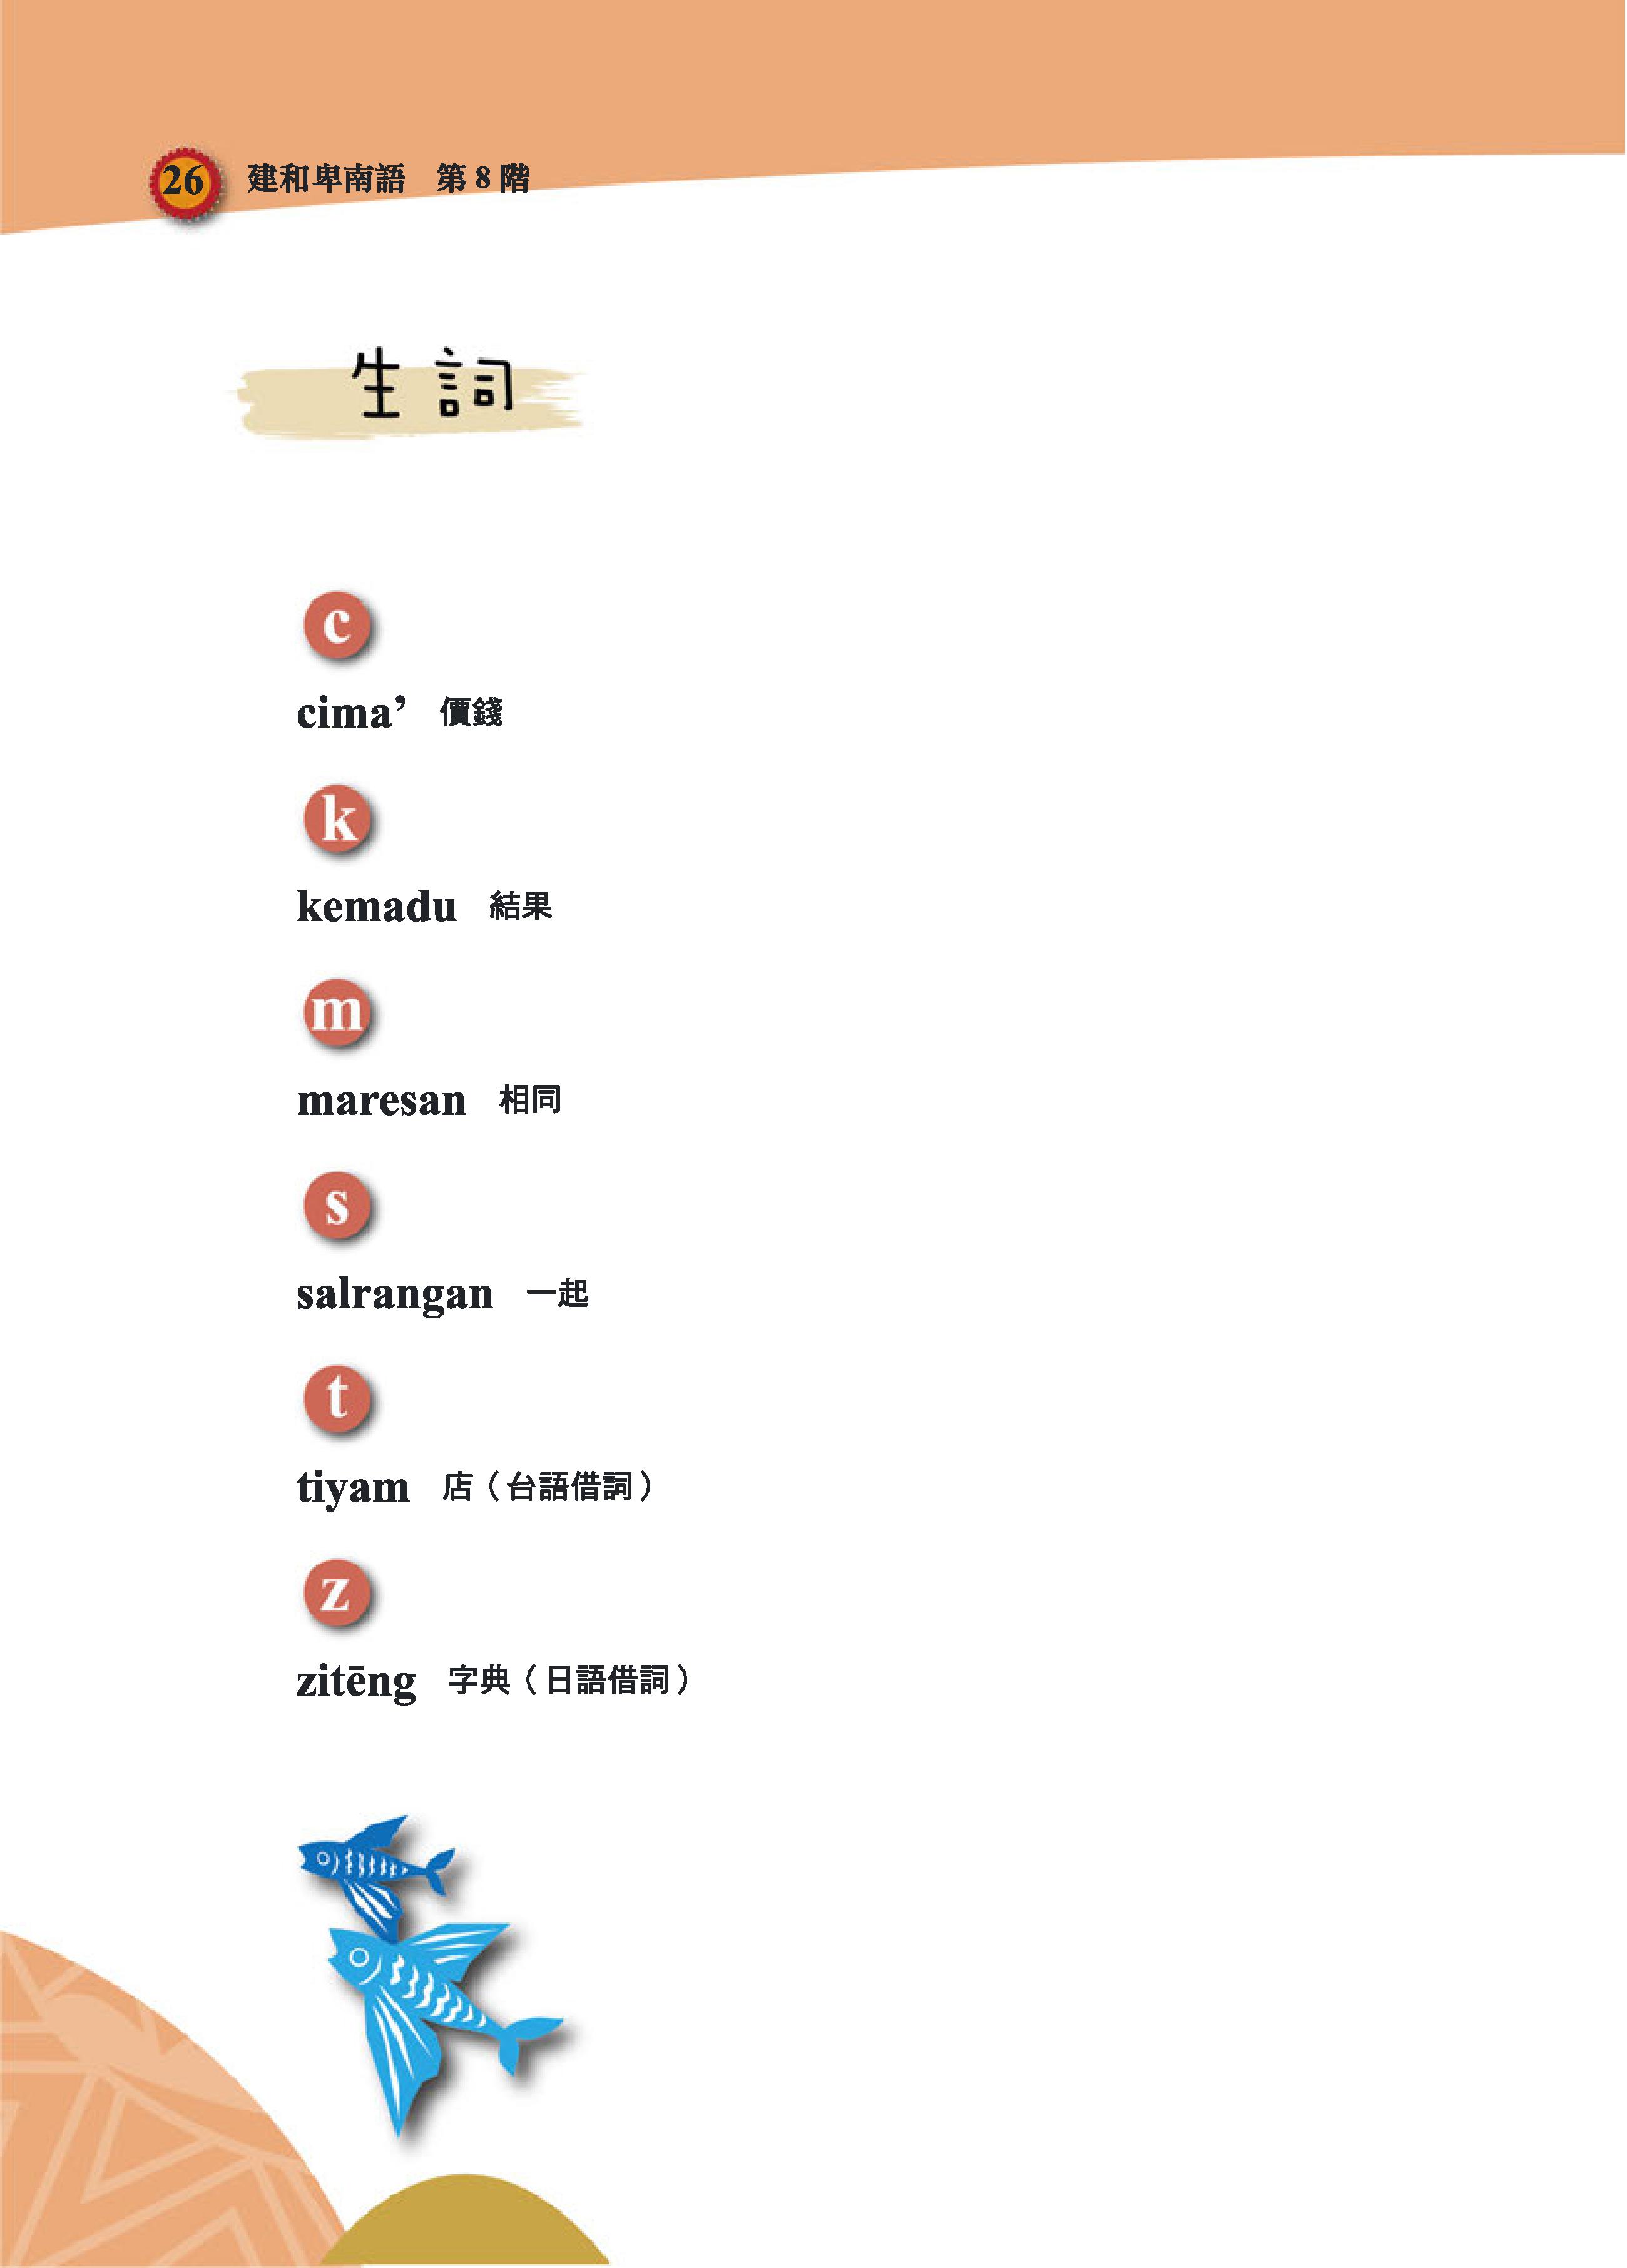 26 建和卑南語 第8階
生詞
c
cima’ 價錢
k
kemadu 結果
m
maresan 相同
s
salrangan 一起
t
tiyam 店（台語借詞）
z
zitēng 字典（日語借詞）